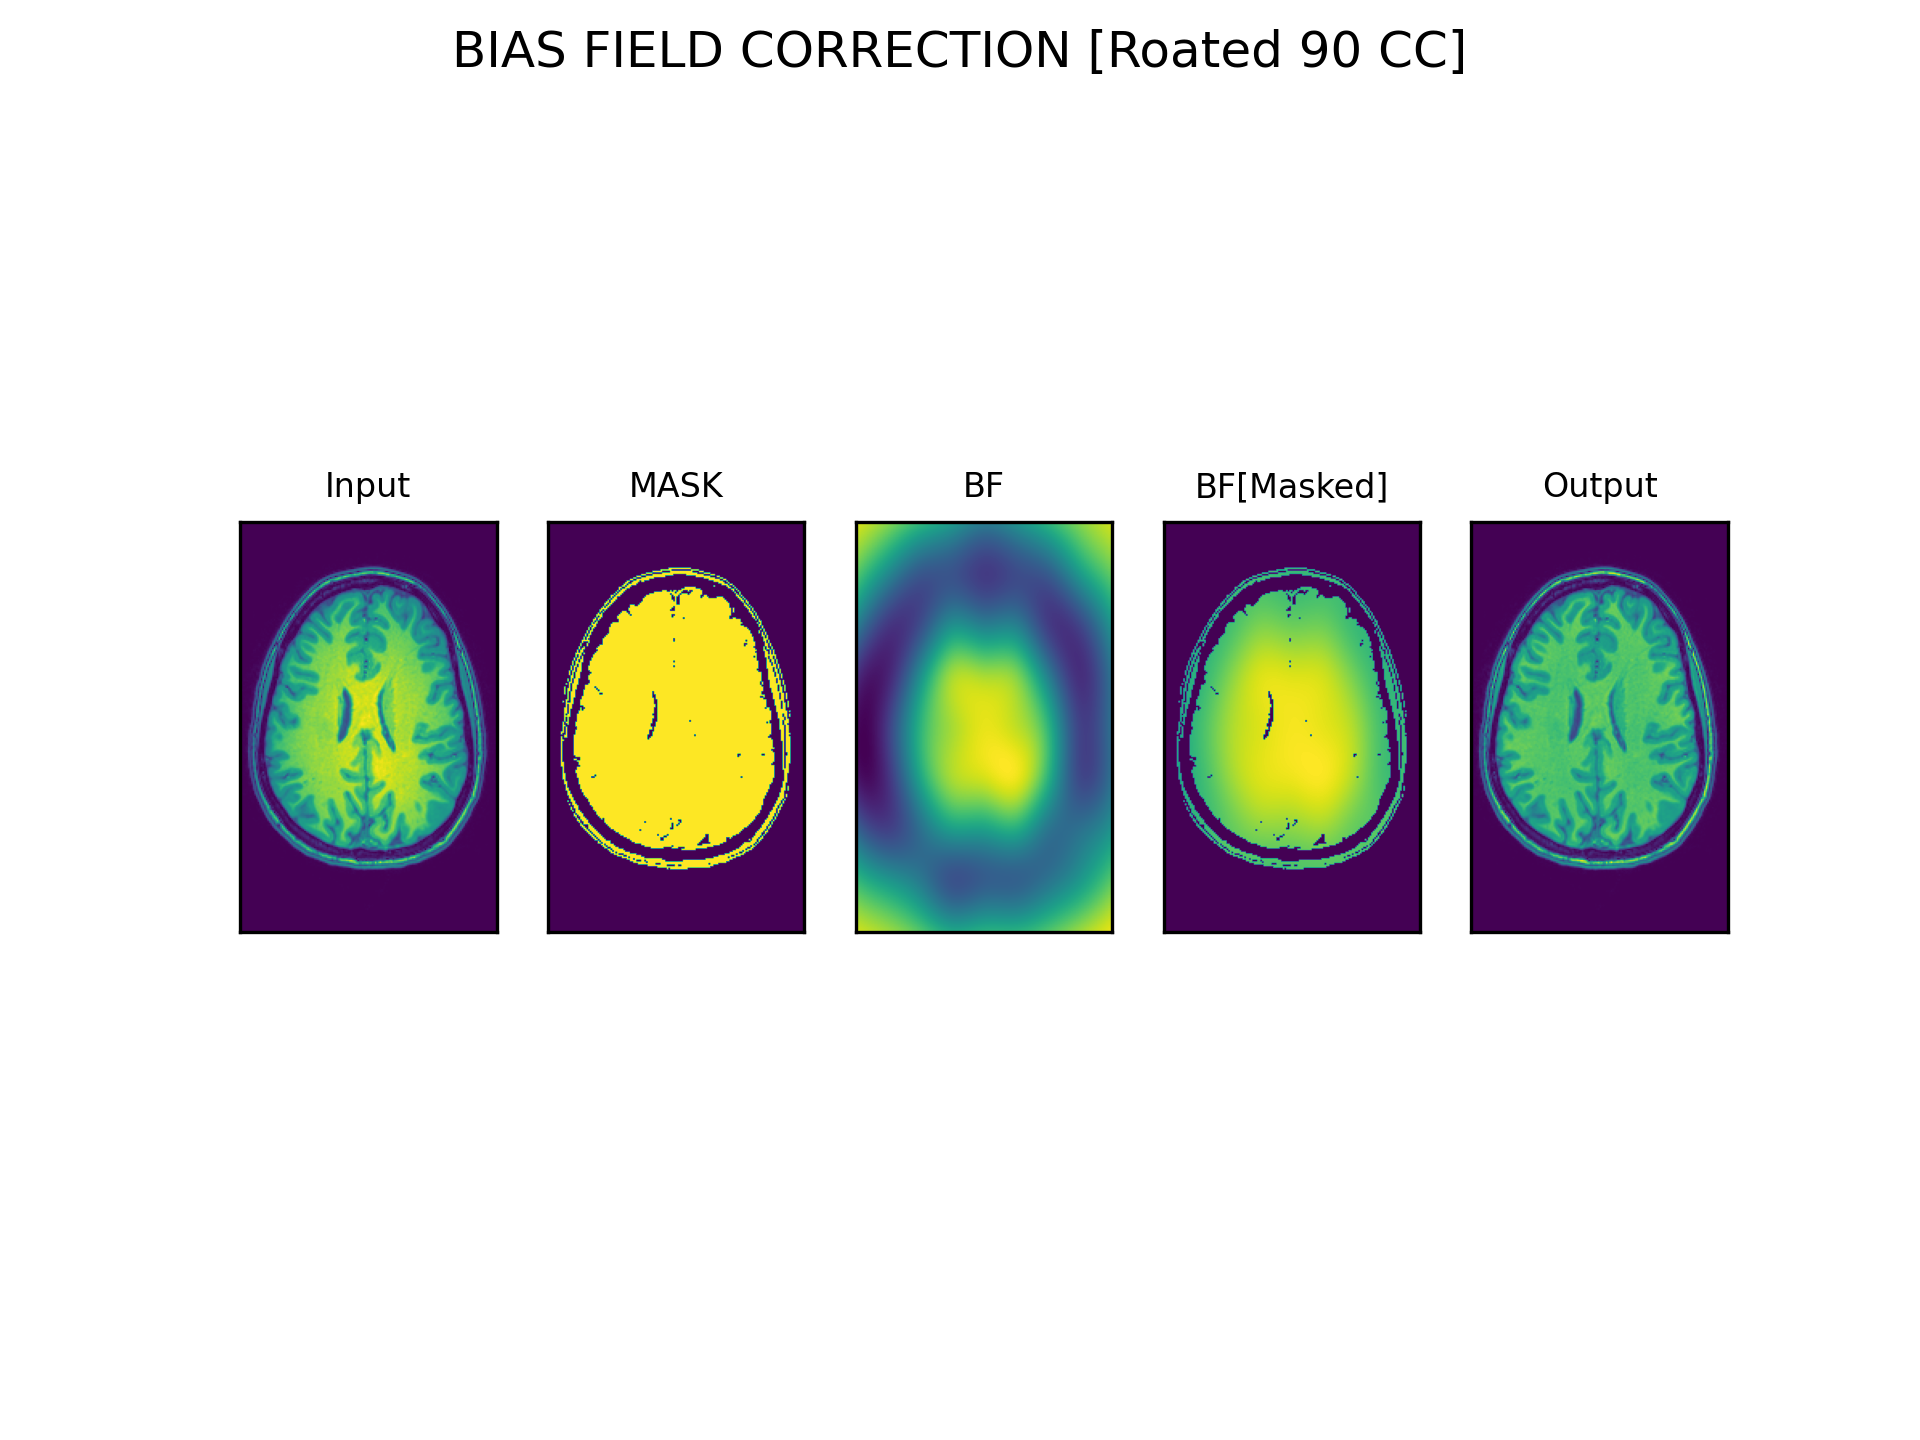 BIAS FIELD CORRECTION [Roated 90 CC]
Input
MASK
BF
BF[Masked]
Output